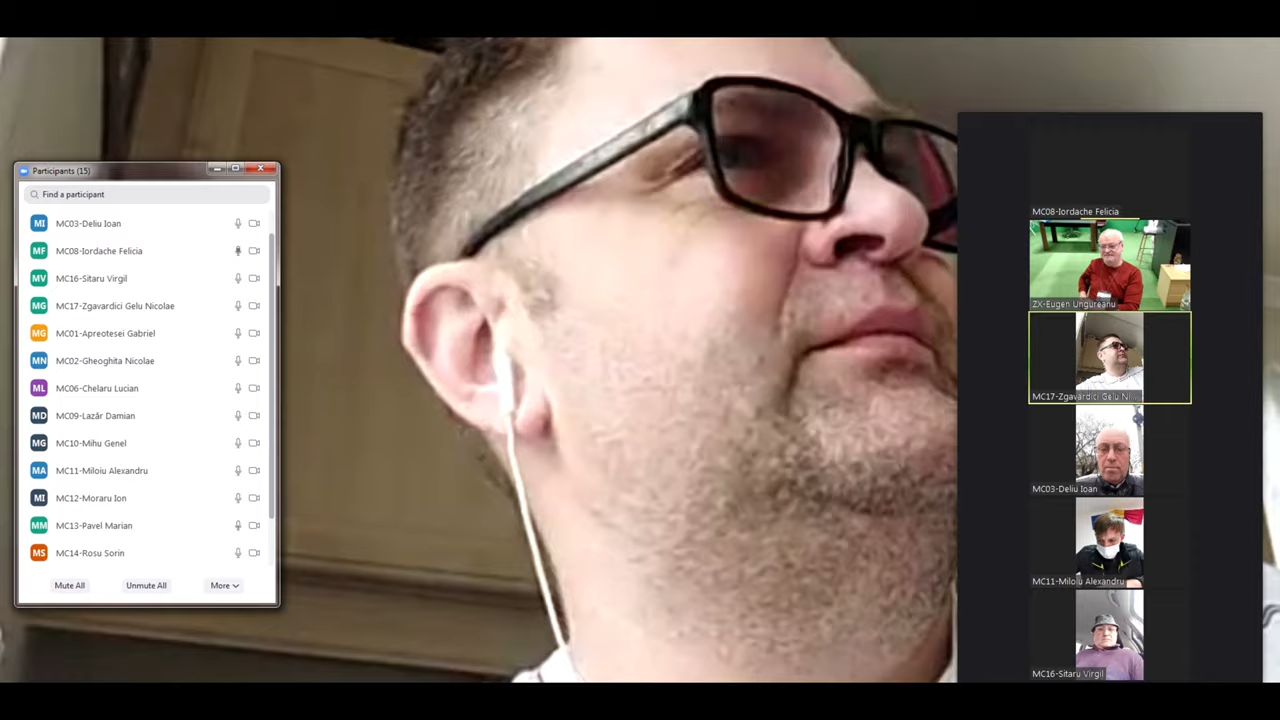 Participants (15)
Find a participant
MI MC03-Deliu Ioan
MF MC08-Iordache Felicia
MV MC16-Sitaru Virgil
MG MC17-Zgavardici Gelu Nicolae
MG MC01-Apreotesei Gabriel
MN MC02-Gheoghita Nicolae
ML MC06-Chelaru Lucian
MD MC09-Lazăr Damian
MG MC10-Mihu Genel
MA MC11-Miloiu Alexandru
MI MC12-Moraru Ion
MM MC13-Pavel Marian
MS MC14-Rosu Sorin
Mute All Unmute All More
MC08-Iordache Felicia
ZX-Eugen Ungureanu
MC17-Zgavardici Gelu Ni...
MC03-Deliu Ioan
MC11-Miloiu Alexandru
MC16-Sitaru Virgil